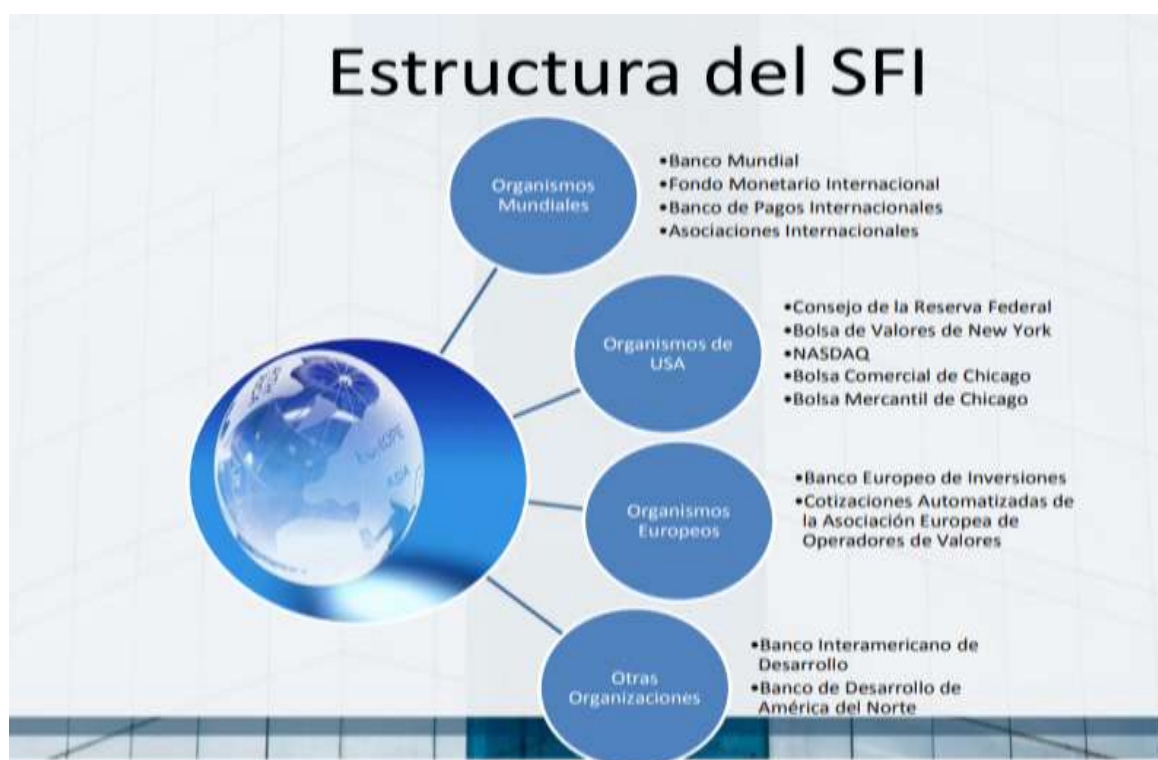 Estructura del SFI
Organismos
Mundiales
•Banco Mundial
•Fondo Monetario Internacional
•Banco de Pagos Internacionales
•Asociaciones Internacionales
Organismos de
USA
•Consejo de la Reserva Federal
•Bolsa de Valores de New York
•NASDAQ
•Bolsa Comercial de Chicago
•Bolsa Mercantil de Chicago
EUROPE
ASIA
Organismos
Europeos
•Banco Europeo de Inversiones
•Cotizaciones Automatizadas de
la Asociación Europea de
Operadores de Valores
Otras
Organizaciones
•Banco Interamericano de
Desarrollo
•Banco de Desarrollo de
América del Norte